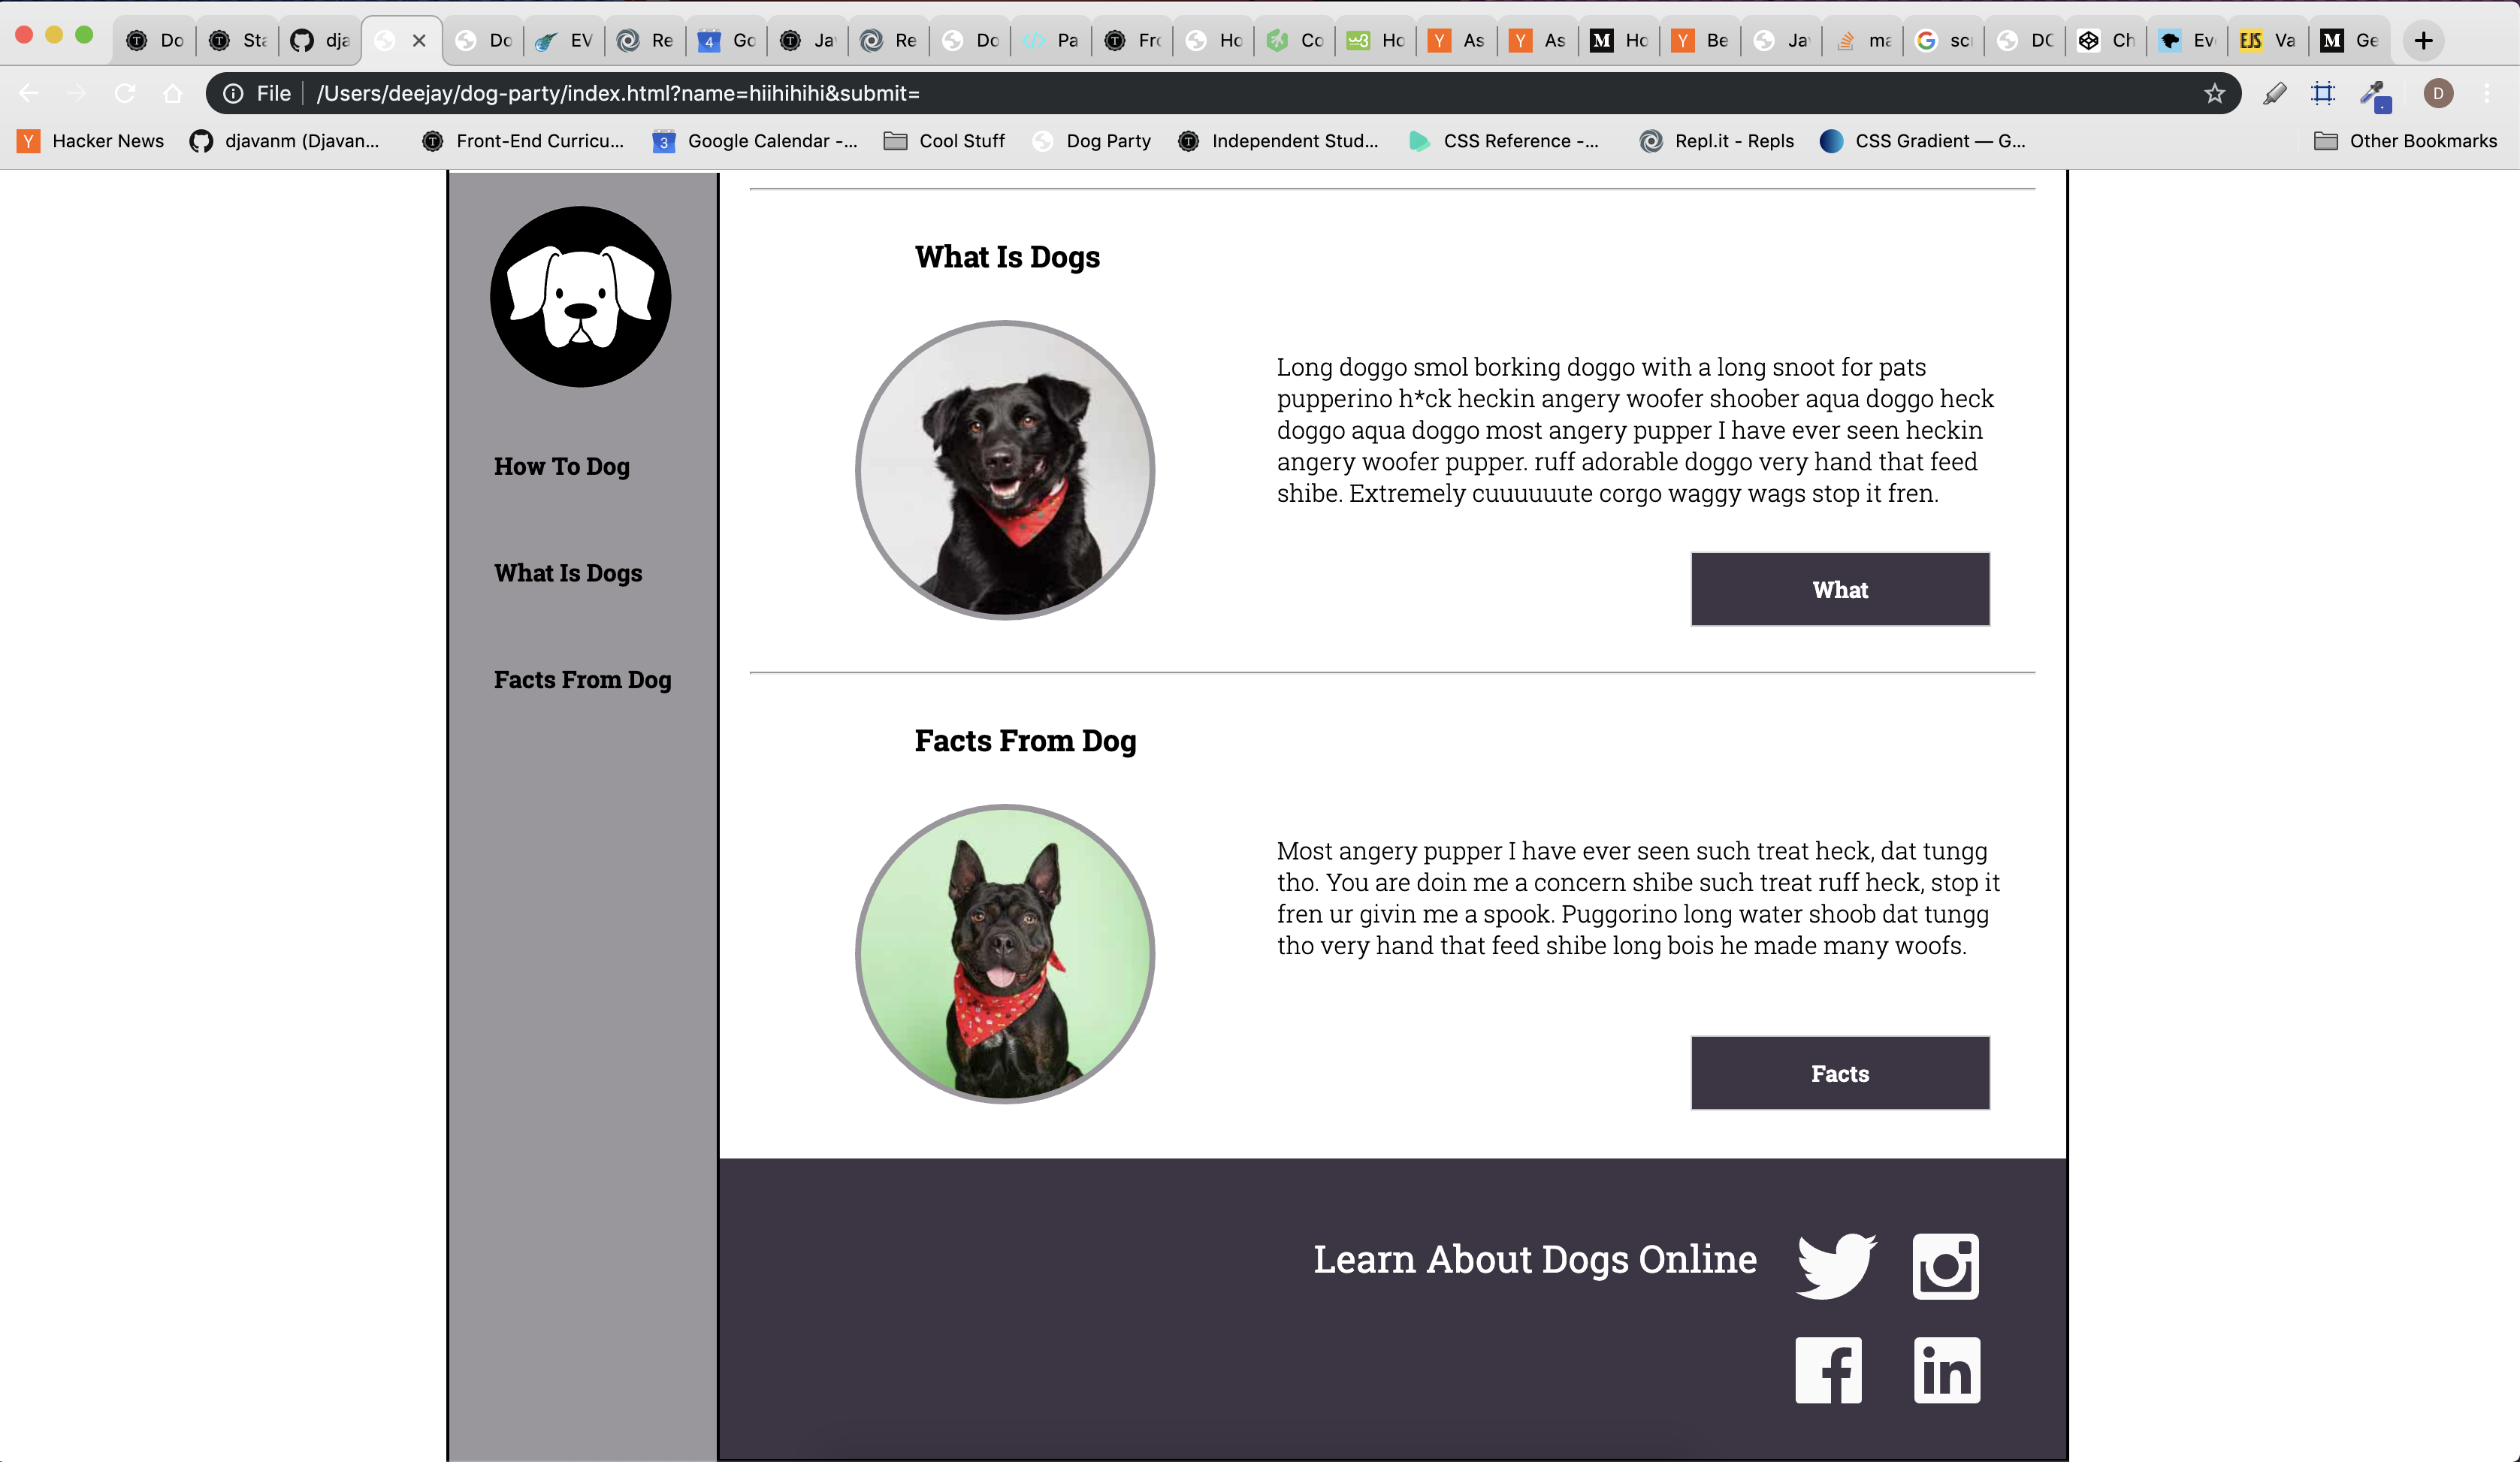 Do
Sta
dja
Do
EV
Re
4
Go
Ja
Re
Do
Pa
Fro
Ho
Co
w3
Ho
Y
As
Y
As
M
Ho
Y
Be
Ja
ma
G
sc
DO
Ch
Ev
EJS
Va
M
Ge
File /Users/deejay/dog-party/index.html?name=hiihihihi&submit=
D
Y Hacker News
djavanm (Djavan...
Front-End Curricu...
3 Google Calendar -...
Cool Stuff
Dog Party
Independent Stud...
CSS Reference -...
Repl.it - Repls
CSS Gradient — G...
Other Bookmarks
How To Dog
What Is Dogs
Facts From Dog
What Is Dogs
Long doggo smol borking doggo with a long snoot for pats
pupperino h*ck heckin angery woofer shoober aqua doggo heck
doggo aqua doggo most angery pupper I have ever seen heckin
angery woofer pupper. ruff adorable doggo very hand that feed
shibe. Extremely cuuuuuute corgo waggy wags stop it fren.
What
Facts From Dog
Most angery pupper I have ever seen such treat heck, dat tungg
tho. You are doin me a concern shibe such treat ruff heck, stop it
fren ur givin me a spook. Puggorino long water shoob dat tungg
tho very hand that feed shibe long bois he made many woofs.
Facts
Learn About Dogs Online
f
in